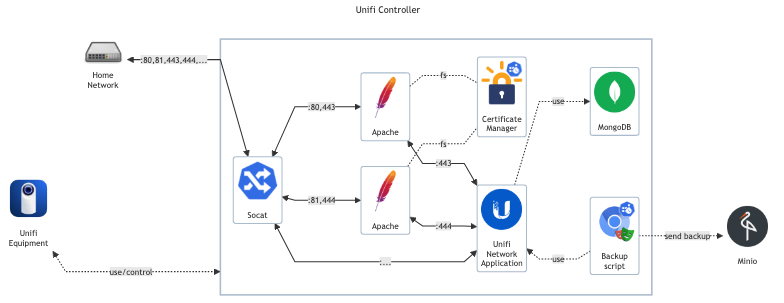 Unifi Controller
:80,81,443,444,...
Home
Network
fs
Certificate
Manager
:80,443
Apache
use
MongoDB
fs
:443
Socat
:81,444
Apache
:444
Unifi
Network
Application
Unifi
Equipment
Backup
script
send backup
Minio
use
...
use/control